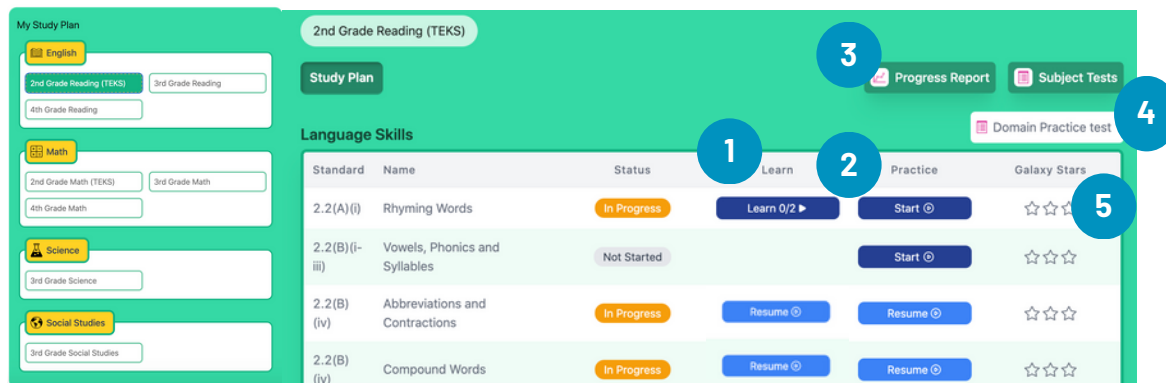 My Study Plan
English
2nd Grade Reading (TEKS)
3rd Grade Reading
4th Grade Reading
Math
2nd Grade Math (TEKS)
3rd Grade Math
4th Grade Math
Science
3rd Grade Science
Social Studies
3rd Grade Social Studies
2nd Grade Reading (TEKS)
Study Plan
3
Progress Report
Subject Tests
4
Domain Practice test
Language Skills
1
2
Standard
Name
Status
Learn
Practice
Galaxy Stars
2.2(A)(i)
Rhyming Words
In Progress
Learn 0/2
Start
5
2.2(B)(i-
iii)
Vowels, Phonics and
Syllables
Not Started
Start
2.2(B)
(iv)
Abbreviations and
Contractions
In Progress
Resume
Resume
2.2(B)
(iv)
Compound Words
In Progress
Resume
Resume